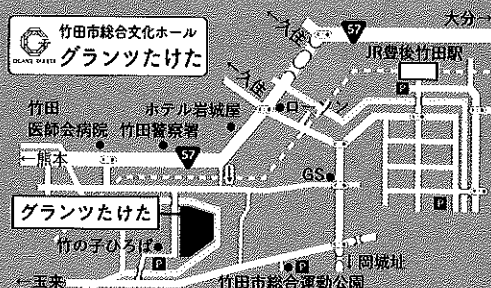 竹田市総合文化ホール
グランツたけた
←久住
57
大分→
JR豊後竹田駅
←久住
P
竹田
医師会病院
竹田警察署
ホテル岩城屋
ローソン
←熊本
57
GS
グランツたけた
竹の子ひろば
P
P
P
岡城址
←玉来
竹田市総合運動公園